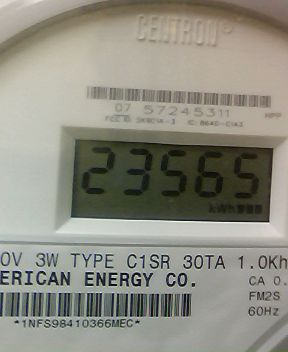 CENTRON®
07 57245311
HPP
23565
kWh
0V 3W TYPE C1SR 30TA 1.0Kh
ERICAN ENERGY CO.
CA 0.
FM2S
60Hz
*1NFS98410366MEC*